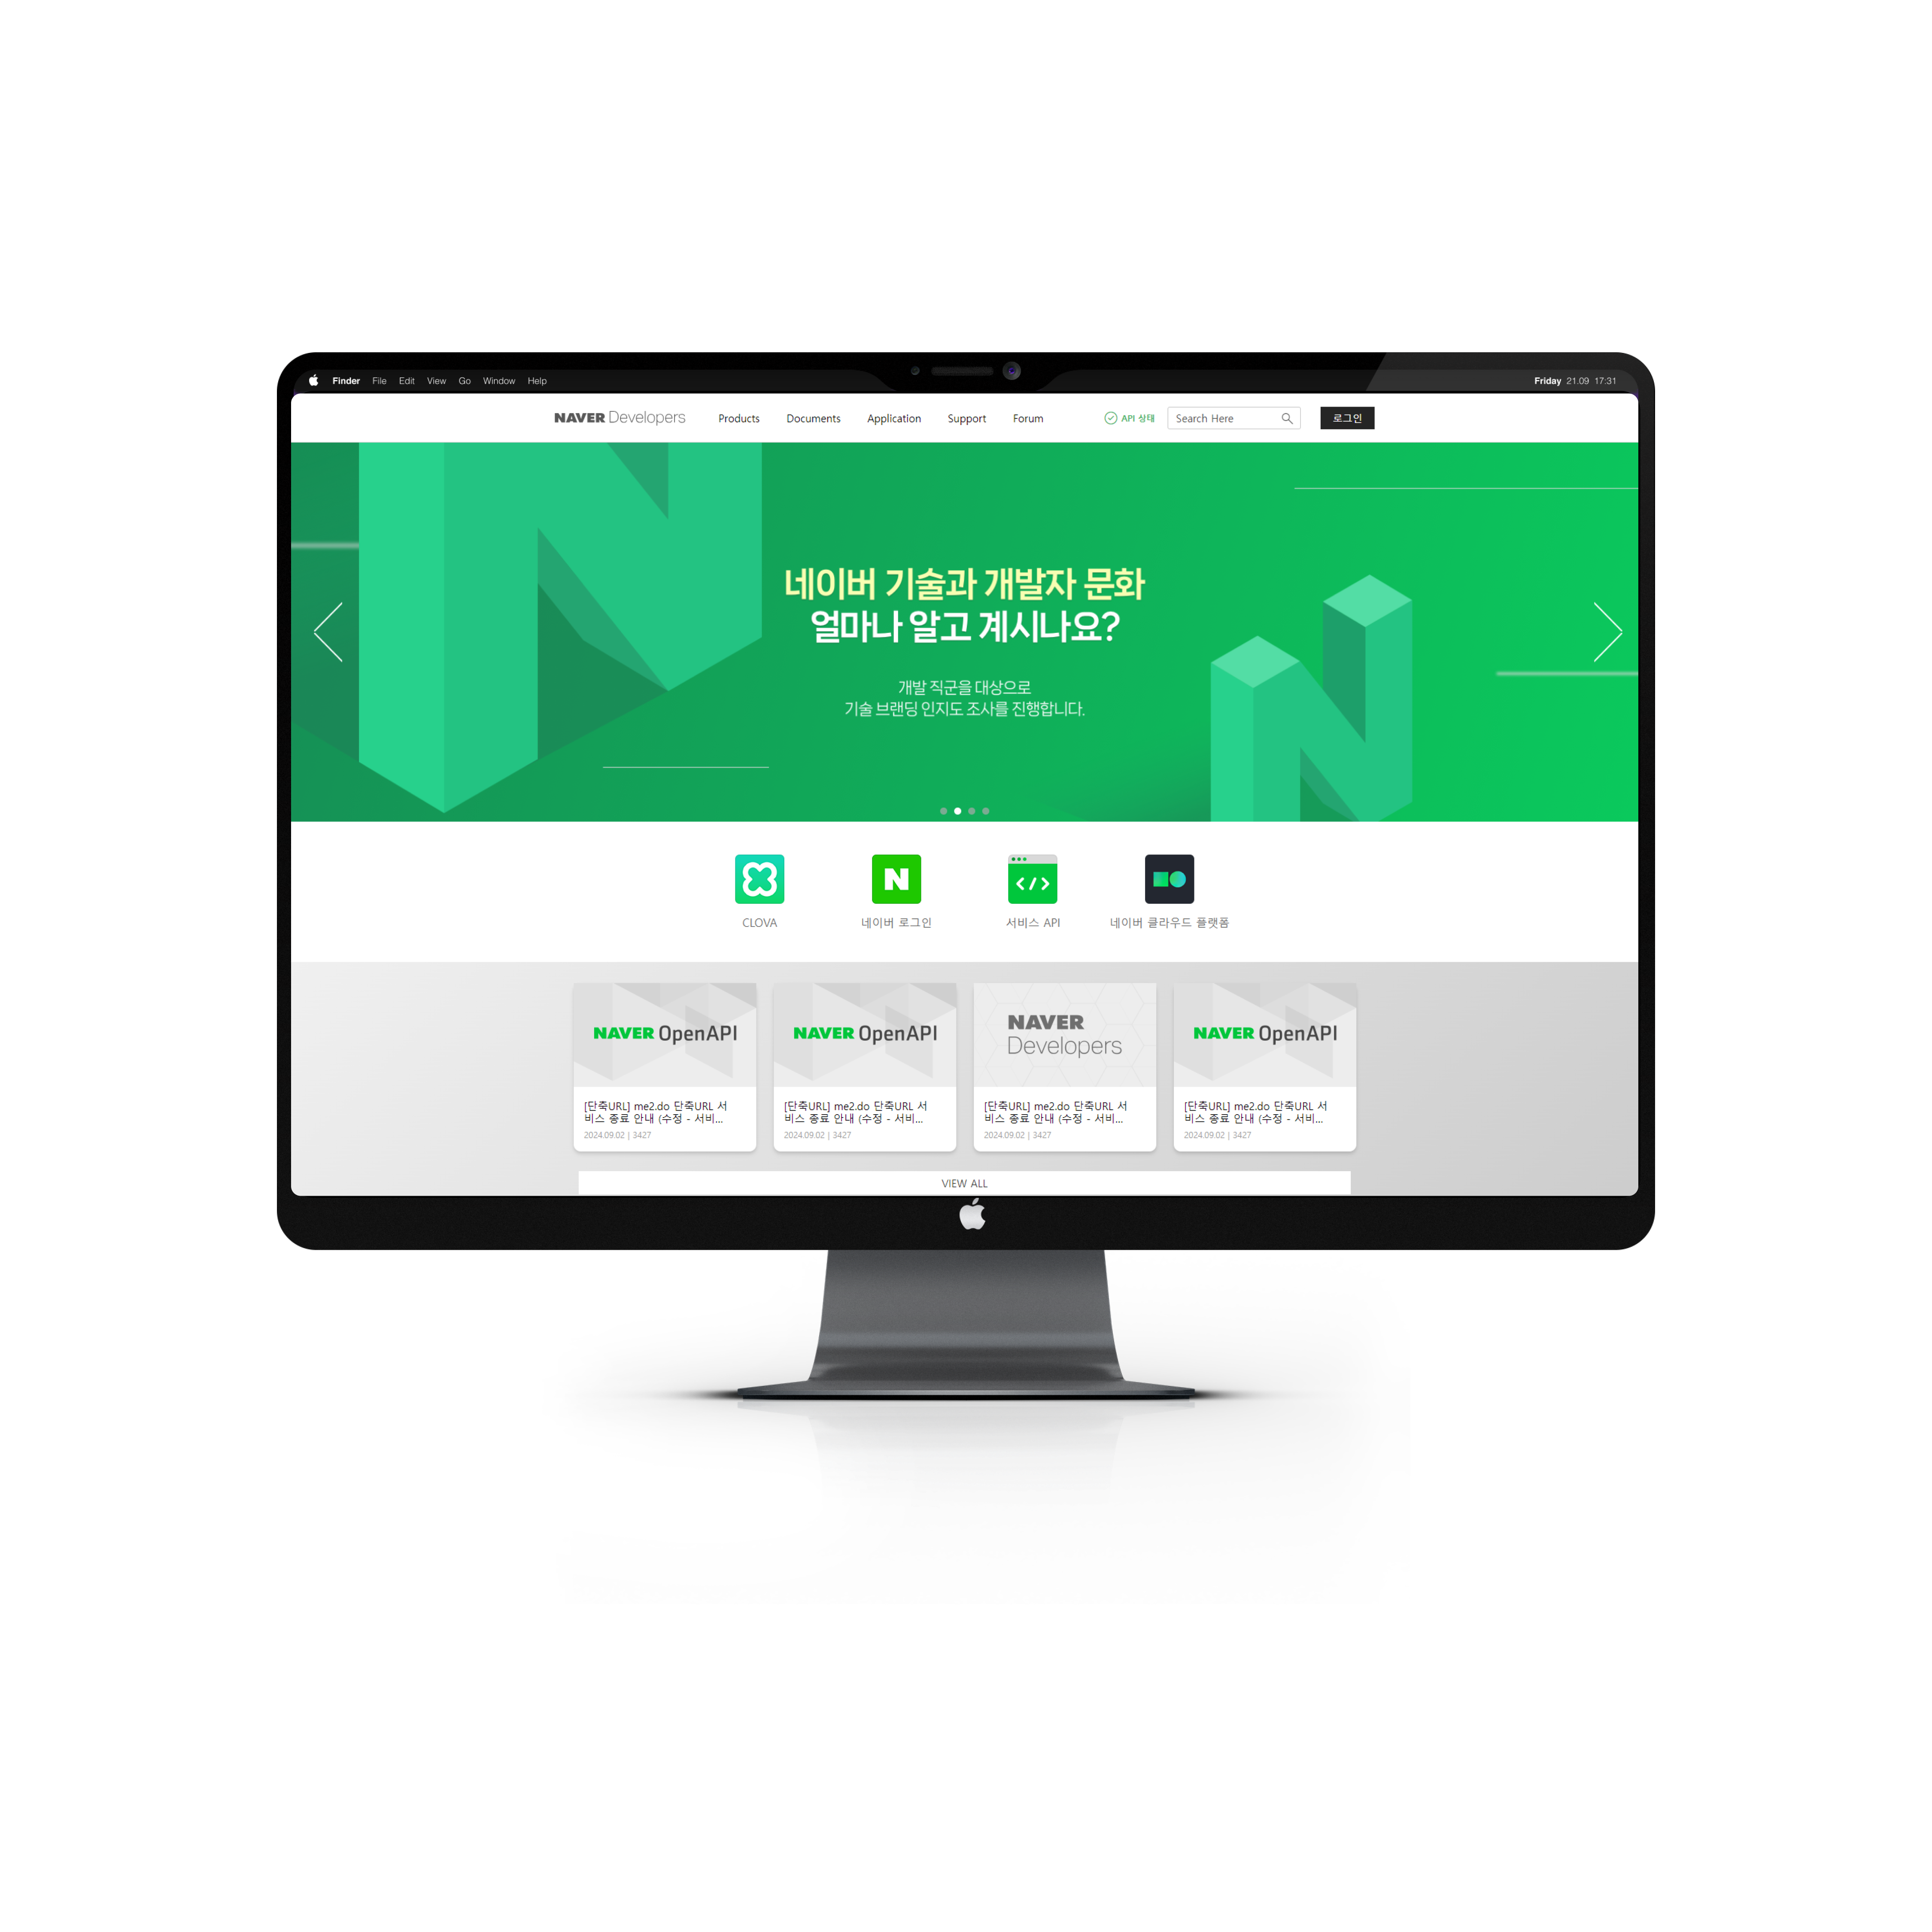 Finder File Edit View Go Window Help
Friday 21.09 17:31
NAVER Developers Products Documents Application Support Forum API 상태 Search Here 로그인
네이버 기술과 개발자 문화
얼마나 알고 계시나요?
개발 직군을 대상으로
기술 브랜딩 인지도 조사를 진행합니다.
CLOVA
네이버 로그인
서비스 API
네이버 클라우드 플랫폼
NAVER OpenAPI
[단축URL] me2.do 단축URL 서
비스 종료 안내 (수정 - 서비...
2024.09.02 | 3427
NAVER OpenAPI
[단축URL] me2.do 단축URL 서
비스 종료 안내 (수정 - 서비...
2024.09.02 | 3427
NAVER
Developers
[단축URL] me2.do 단축URL 서
비스 종료 안내 (수정 - 서비...
2024.09.02 | 3427
NAVER OpenAPI
[단축URL] me2.do 단축URL 서
비스 종료 안내 (수정 - 서비...
2024.09.02 | 3427
VIEW ALL